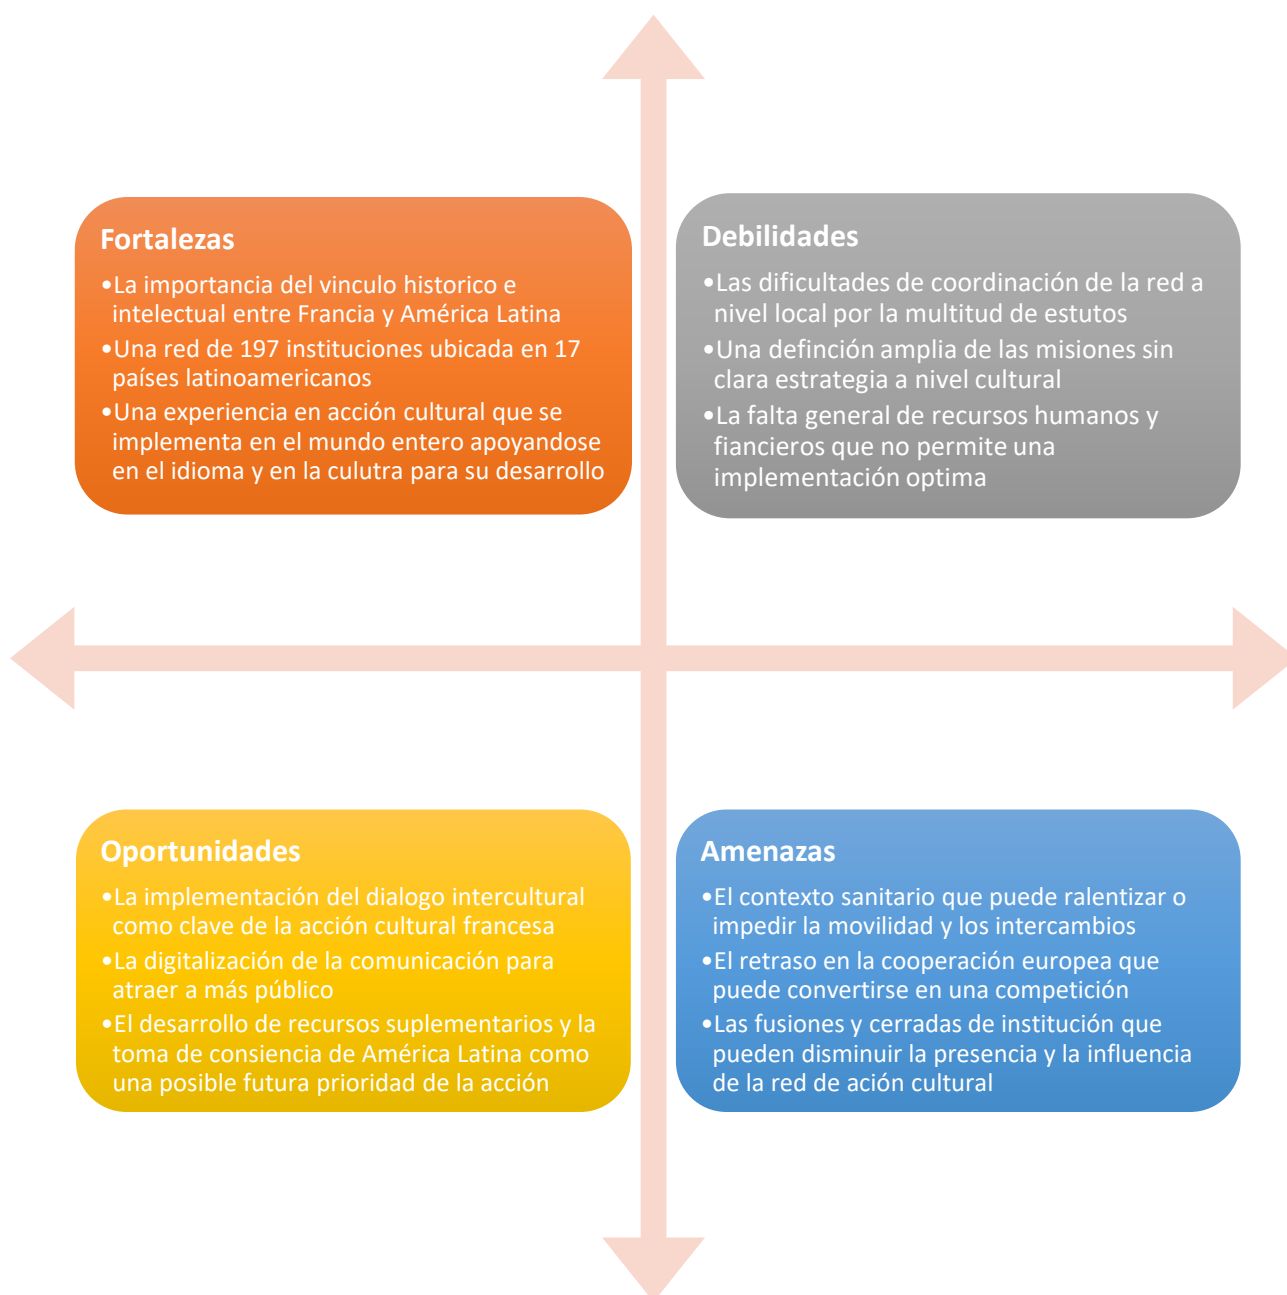 Fortalezas
•La importancia del vinculo historico e
intelectual entre Francia y América Latina
•Una red de 197 instituciones ubicada en 17
países latinoamericanos
•Una experiencia en acción cultural que se
implementa en el mundo entero apoyandose
en el idioma y en la culutra para su desarrollo
Debilidades
•Las dificultades de coordinación de la red a
nivel local por la multitud de estutos
•Una definción amplia de las misiones sin
clara estrategia a nivel cultural
•La falta general de recursos humanos y
fiancieros que no permite una
implementación optima
Oportunidades
•La implementación del dialogo intercultural
como clave de la acción cultural francesa
•La digitalización de la comunicación para
atraer a más público
•El desarrollo de recursos suplementarios y la
toma de consiencia de América Latina como
una posible futura prioridad de la acción
Amenazas
•El contexto sanitario que puede ralentizar o
impedir la movilidad y los intercambios
•El retraso en la cooperación europea que
puede convertirse en una competición
•Las fusiones y cerradas de institución que
pueden disminuir la presencia y la influencia
de la red de ación cultural